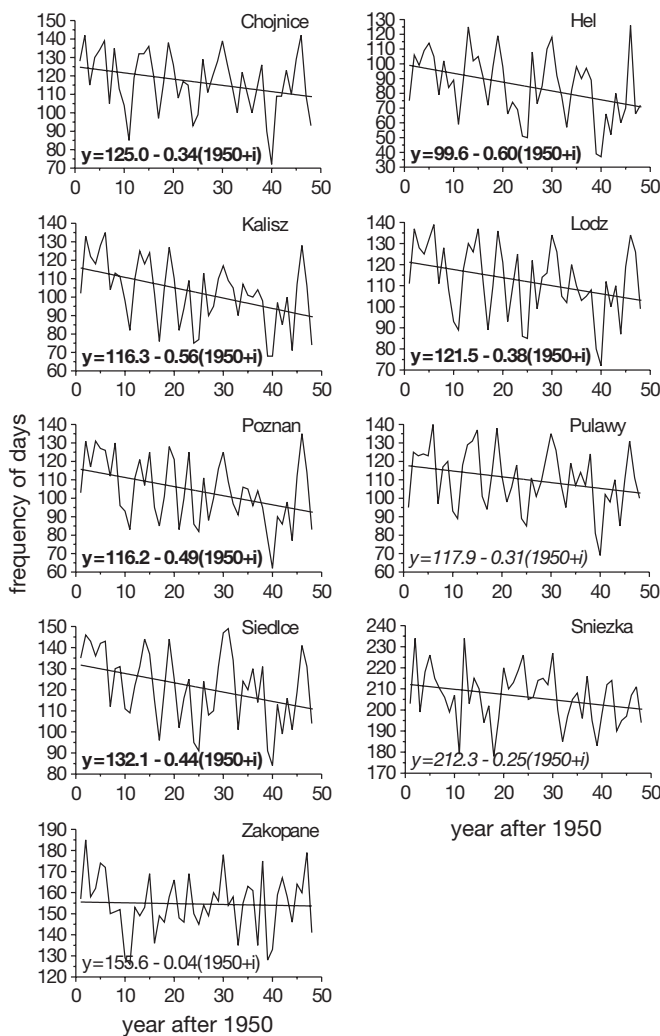 Chojnice
150
140
130
120
110
100
90
80
70
y=125.0 - 0.34(1950+i)
0 10 20 30 40 50
Hel
130
120
110
100
90
80
70
60
50
40
30
y=99.6 - 0.60(1950+i)
0 10 20 30 40 50
Kalisz
140
130
120
110
100
90
80
70
60
y=116.3 - 0.56(1950+i)
0 10 20 30 40 50
Lodz
140
130
120
110
100
90
80
70
60
y=121.5 - 0.38(1950+i)
0 10 20 30 40 50
frequency of days
Poznan
140
130
120
110
100
90
80
70
60
y=116.2 - 0.49(1950+i)
0 10 20 30 40 50
Pulawy
140
130
120
110
100
90
80
70
60
y=117.9 - 0.31(1950+i)
0 10 20 30 40 50
Siedlce
150
140
130
120
110
100
90
80
y=132.1 - 0.44(1950+i)
0 10 20 30 40 50
Sniezka
240
230
220
210
200
190
180
170
y=212.3 - 0.25(1950+i)
0 10 20 30 40 50
year after 1950
Zakopane
190
180
170
160
150
140
130
120
y=155.6 - 0.04(1950+i)
0 10 20 30 40 50
year after 1950